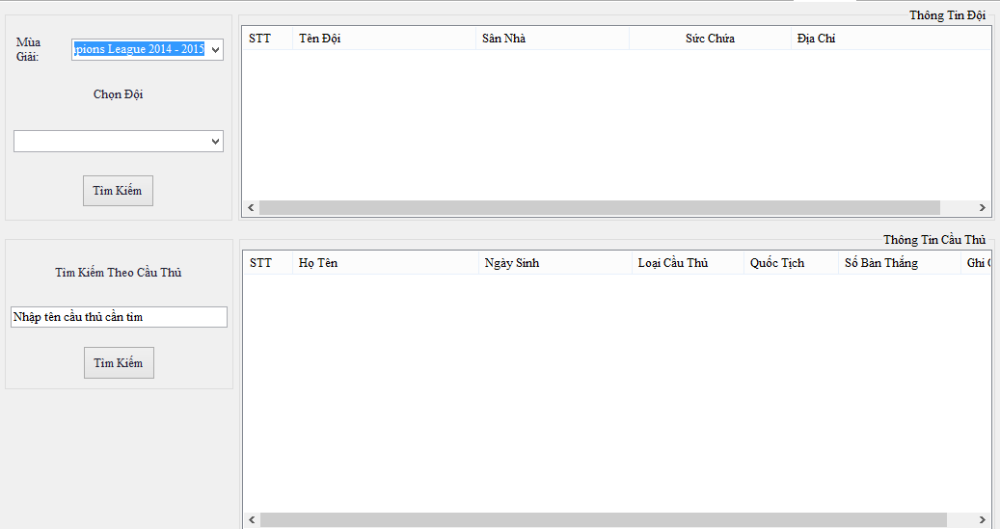 Mùa
Giải:
pions League 2014 - 2015
Chọn Đội
Tìm Kiếm
Thông Tin Đội
STT Tên Đội Sân Nhà Sức Chứa Địa Chỉ
Tìm Kiếm Theo Cầu Thủ
Nhập tên cầu thủ cần tìm
Tìm Kiếm
Thông Tin Cầu Thủ
STT Họ Tên Ngày Sinh Loại Cầu Thủ Quốc Tịch Số Bàn Thắng Ghi